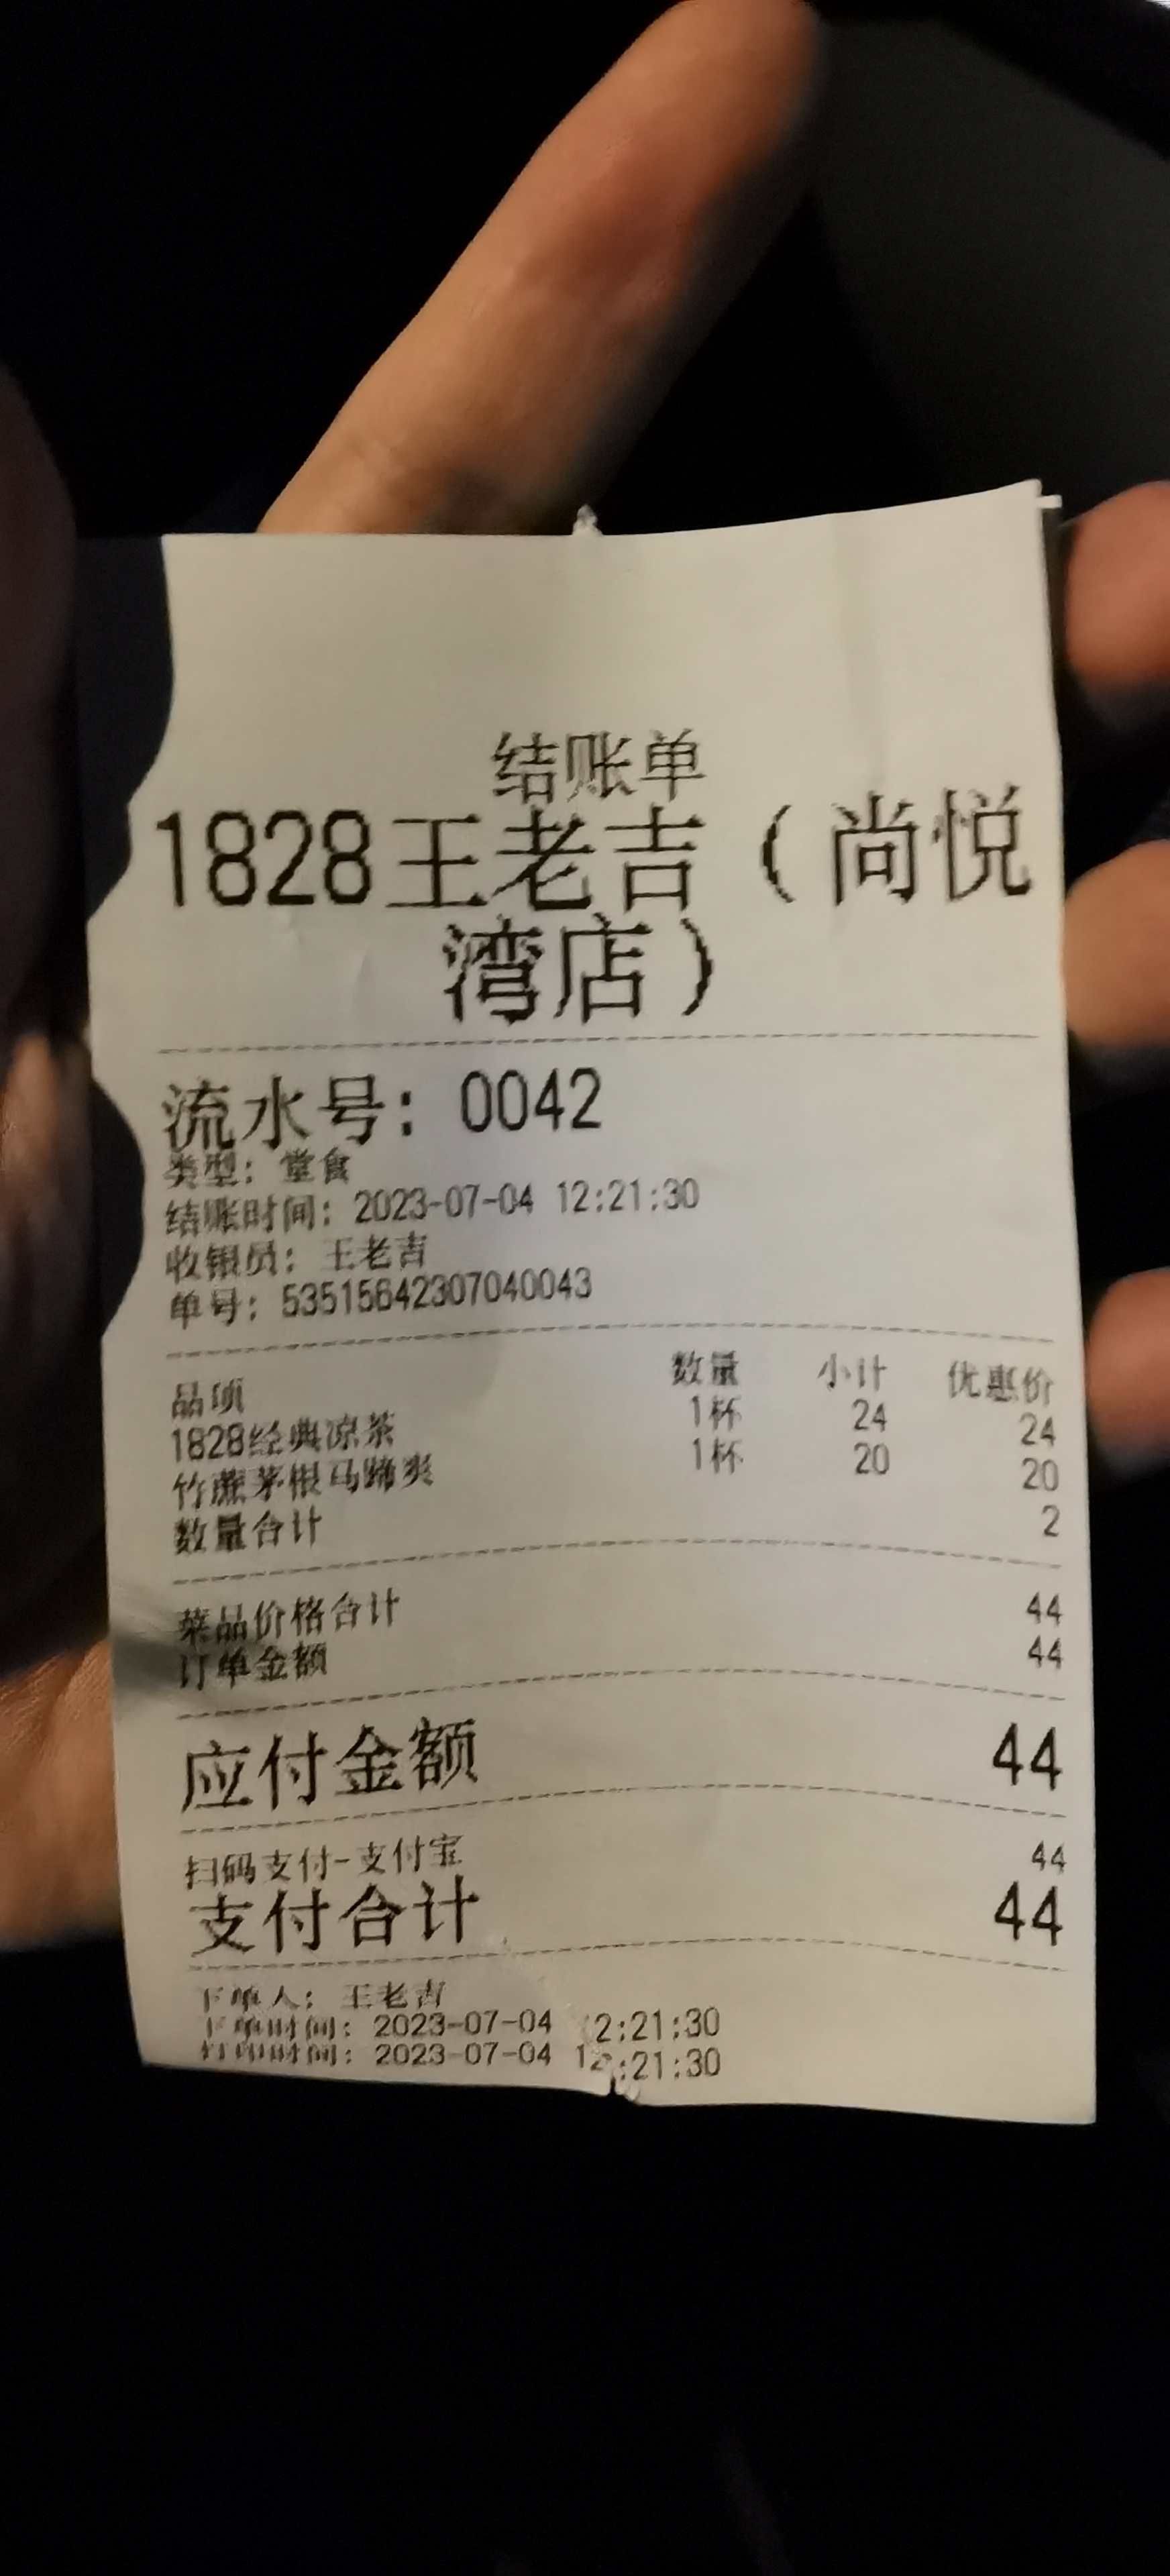 结账单
1828王老吉（尚悦
湾店）
流水号: 0042
类型: 堂食
结账时间: 2023-07-04 12:21:30
收银员: 王老吉
单号: 53515642307040043
品项 数量 小计 优惠价
1828经典凉茶 1杯 24 24
竹蔗茅根马蹄爽 1杯 20 20
数量合计 2
菜品价格合计 44
订单金额 44
应付金额 44
扫码支付-支付宝 44
支付合计 44
下单人: 王老吉
下单时间: 2023-07-04 12:21:30
打印时间: 2023-07-04 12:21:30